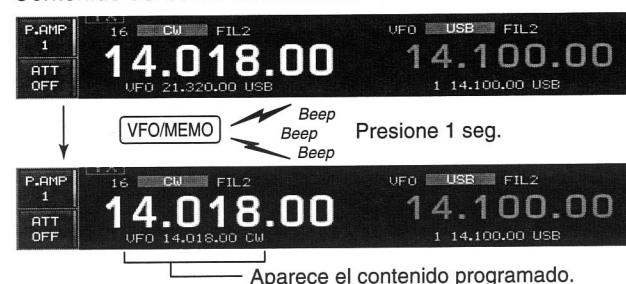 P.AMP 16 CW FIL2 VFO USB FIL2
1
14.018.00 14.100.00
ATT
OFF VFO 21.320.00 USB 1 14.100.00 USB
Beep
VFO/MEMO Beep Presione 1 seg.
Beep
P.AMP 16 CW FIL2 VFO USB FIL2
1
14.018.00 14.100.00
ATT
OFF VFO 14.018.00 CW 1 14.100.00 USB
Aparece el contenido programado.